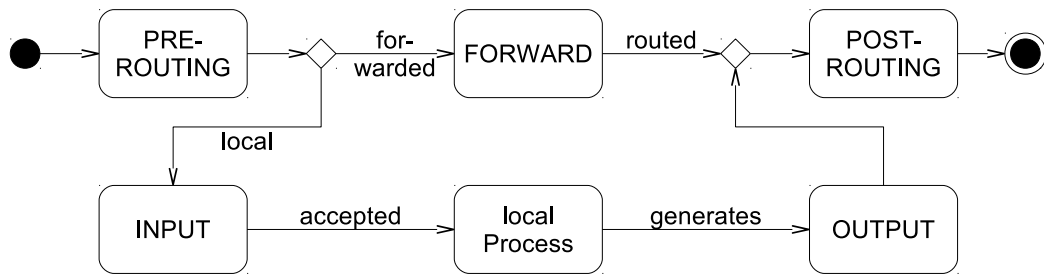 PRE-
ROUTING
for-
warded
FORWARD
routed
POST-
ROUTING
local
INPUT
accepted
local
Process
generates
OUTPUT